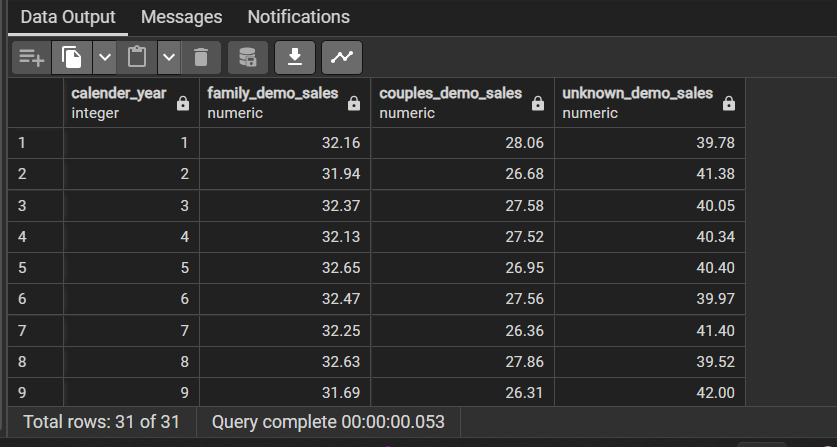 Data Output Messages Notifications
calender_year family_demo_sales couples_demo_sales unknown_demo_sales
integer numeric numeric numeric
1 1 32.16 28.06 39.78
2 2 31.94 26.68 41.38
3 3 32.37 27.58 40.05
4 4 32.13 27.52 40.34
5 5 32.65 26.95 40.40
6 6 32.47 27.56 39.97
7 7 32.25 26.36 41.40
8 8 32.63 27.86 39.52
9 9 31.69 26.31 42.00
Total rows: 31 of 31 Query complete 00:00:00.053